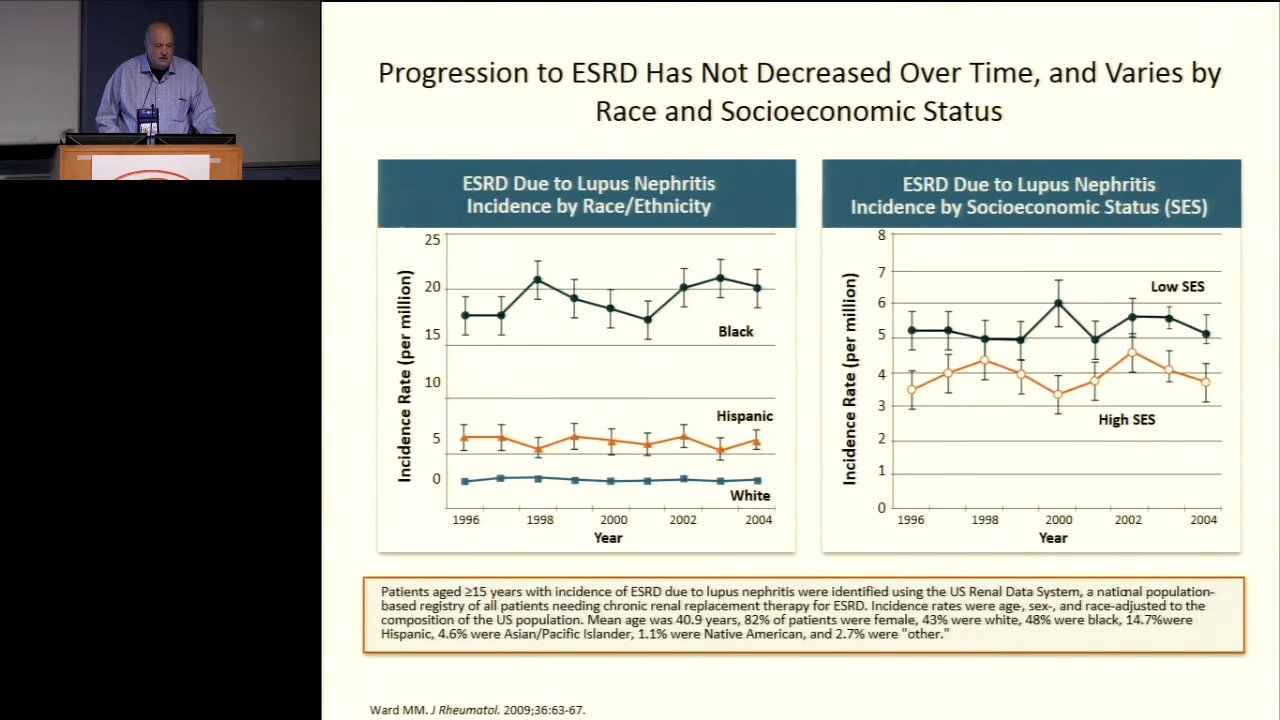 Progression to ESRD Has Not Decreased Over Time, and Varies by
Race and Socioeconomic Status
ESRD Due to Lupus Nephritis
Incidence by Race/Ethnicity
25
20
15
10
5
0
Incidence Rate (per million)
Black
Hispanic
White
1996
1998
2000
2002
2004
Year
ESRD Due to Lupus Nephritis
Incidence by Socioeconomic Status (SES)
8
7
6
5
4
3
2
1
0
Incidence Rate (per million)
Low SES
High SES
1996
1998
2000
2002
2004
Year
Patients aged ≥15 years with incidence of ESRD due to lupus nephritis were identified using the US Renal Data System, a national population-
based registry of all patients needing chronic renal replacement therapy for ESRD. Incidence rates were age-, sex-, and race-adjusted to the
composition of the US population. Mean age was 40.9 years, 82% of patients were female, 43% were white, 48% were black, 14.7%were
Hispanic, 4.6% were Asian/Pacific Islander, 1.1% were Native American, and 2.7% were "other."
Ward MM. J Rheumatol. 2009;36:63-67.